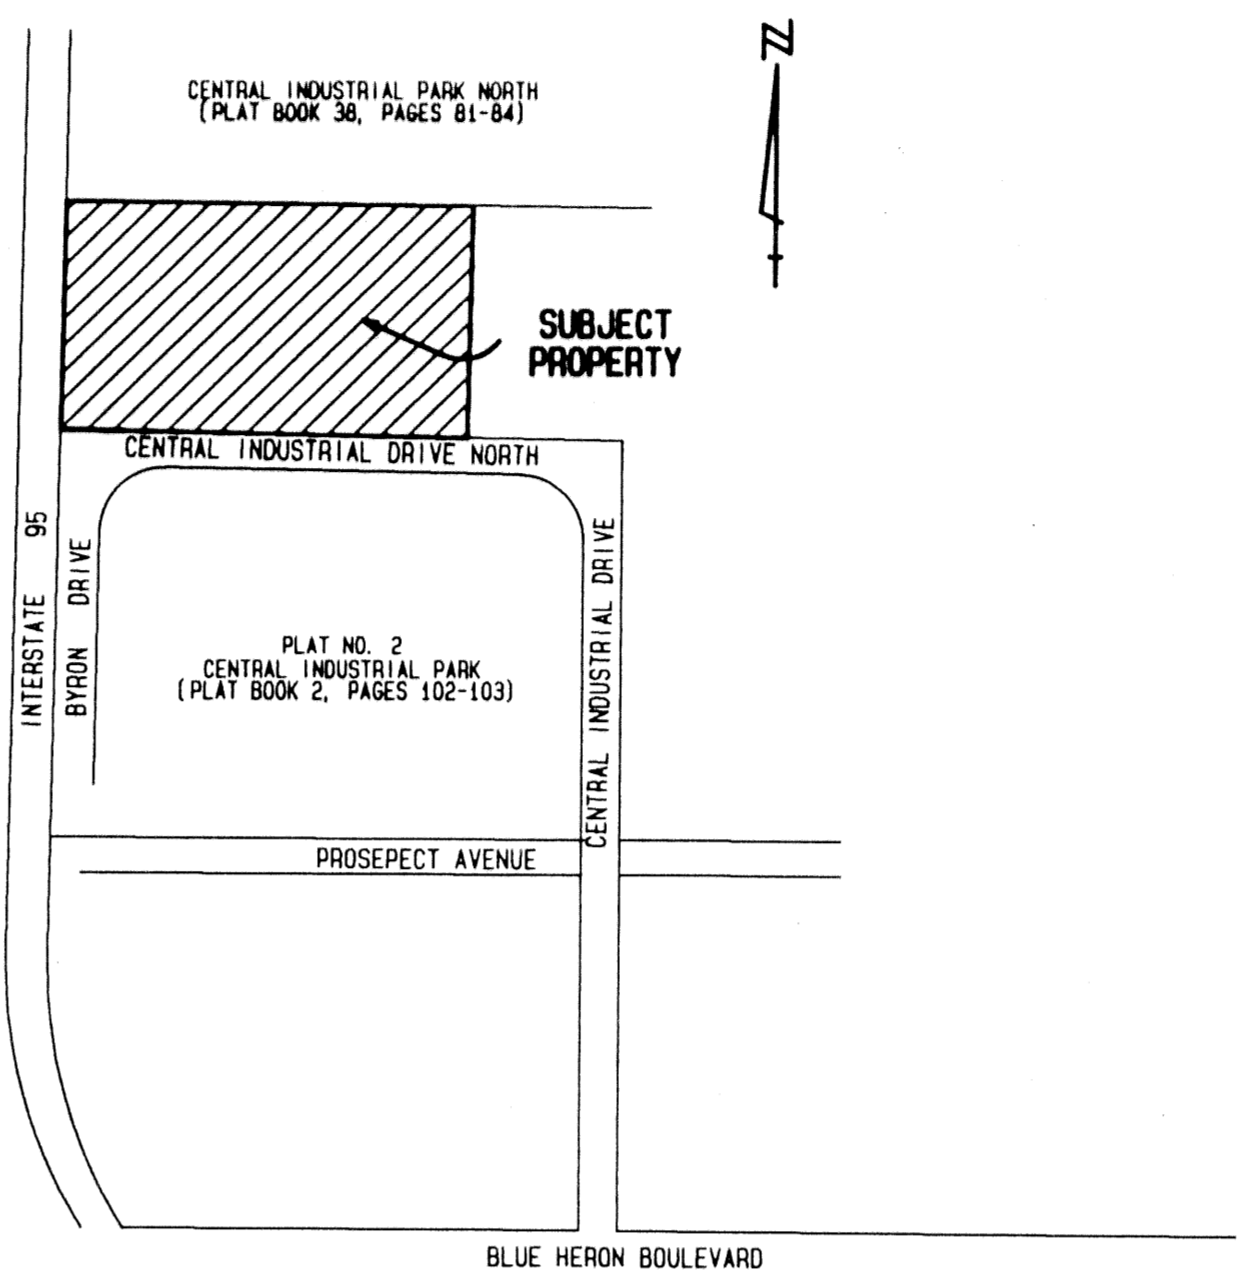 N
CENTRAL INDUSTRIAL PARK NORTH
(PLAT BOOK 38, PAGES 81-84)
SUBJECT
PROPERTY
CENTRAL INDUSTRIAL DRIVE NORTH
INTERSTATE 95
BYRON DRIVE
CENTRAL INDUSTRIAL DRIVE
PLAT NO. 2
CENTRAL INDUSTRIAL PARK
(PLAT BOOK 2, PAGES 102-103)
PROSEPECT AVENUE
BLUE HERON BOULEVARD